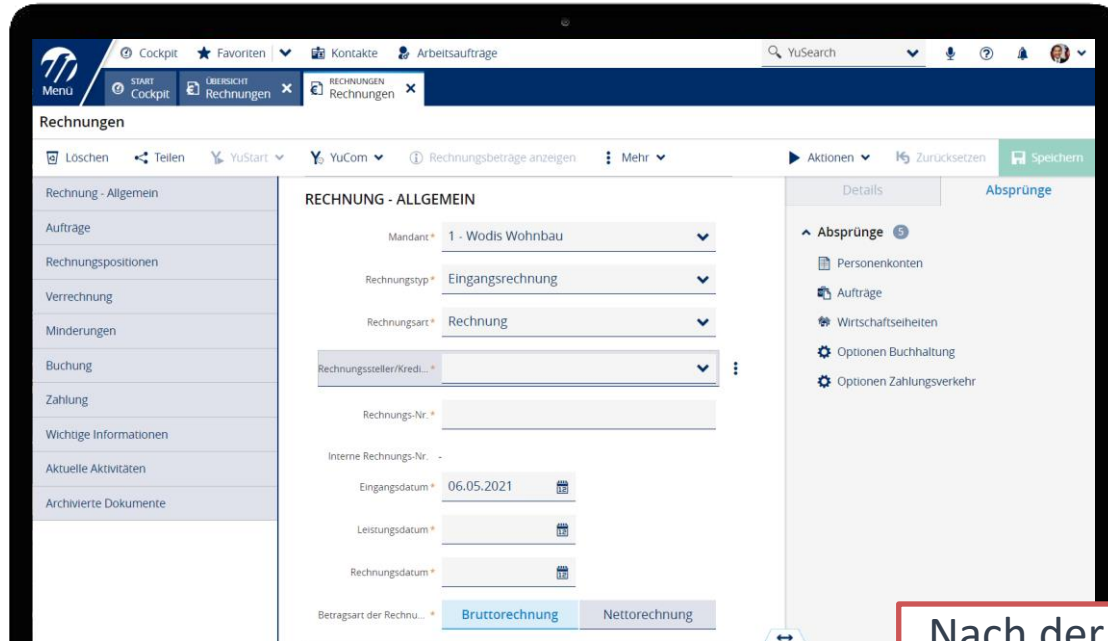 Menü
Cockpit Favoriten Kontakte Arbeitsaufträge YuSearch
START
Cockpit
ÜBERSICHT
Rechnungen
RECHNUNGEN
Rechnungen
Rechnungen
Löschen Teilen YuStart YuCom Rechnungsbeträge anzeigen Mehr Aktionen Zurücksetzen Speichern
Rechnung - Allgemein
Aufträge
Rechnungspositionen
Verrechnung
Minderungen
Buchung
Zahlung
Wichtige Informationen
Aktuelle Aktivitäten
Archivierte Dokumente
RECHNUNG - ALLGEMEIN
Mandant * 1 - Wodis Wohnbau
Rechnungstyp * Eingangsrechnung
Rechnungsart * Rechnung
Rechnungssteller/Kredi... *
Rechnungs-Nr. *
Interne Rechnungs-Nr. -
Eingangsdatum * 06.05.2021
Leistungsdatum *
Rechnungsdatum *
Betragsart der Rechnu... * Bruttorechnung Nettorechnung
Details Absprünge
Absprünge 5
Personenkonten
Aufträge
Wirtschaftseiheiten
Optionen Buchhaltung
Optionen Zahlungsverkehr
Nach der